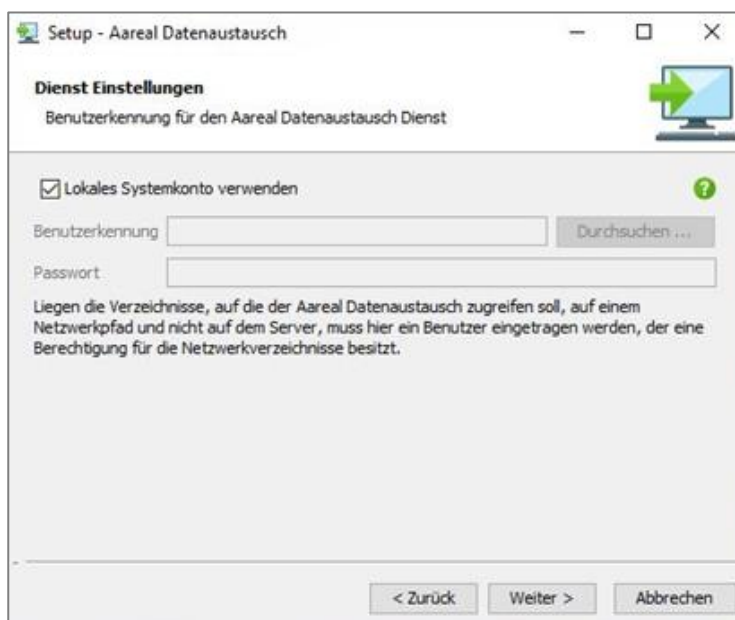 Setup - Aareal Datenaustausch
Dienst Einstellungen
Benutzerkennung für den Aareal Datenaustausch Dienst
Lokales Systemkonto verwenden
?
Benutzerkennung
Durchsuchen ...
Passwort
Liegen die Verzeichnisse, auf die der Aareal Datenaustausch zugreifen soll, auf einem
Netzwerkpfad und nicht auf dem Server, muss hier ein Benutzer eingetragen werden, der eine
Berechtigung für die Netzwerkverzeichnisse besitzt.
< Zurück Weiter > Abbrechen